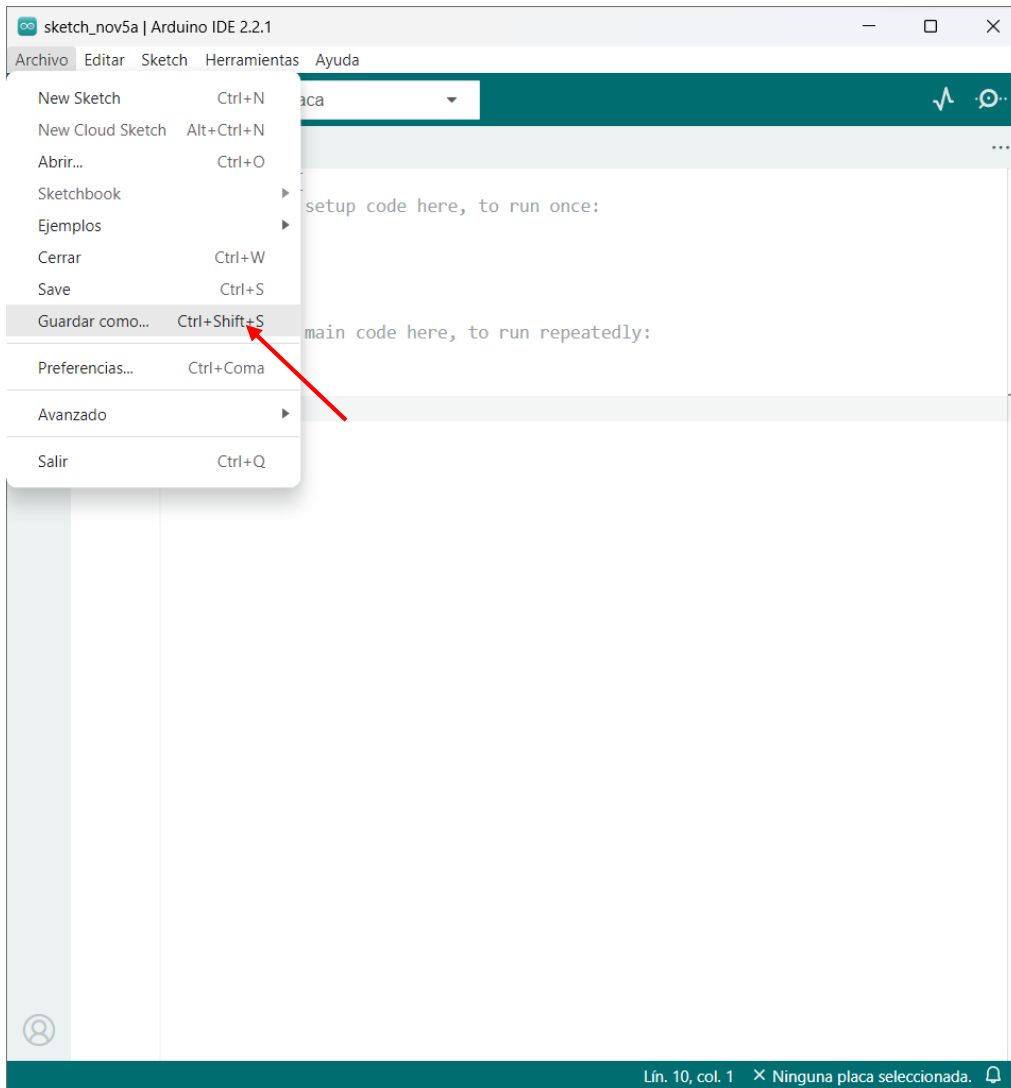 sketch_nov5a | Arduino IDE 2.2.1
Archivo Editar Sketch Herramientas Ayuda
New Sketch Ctrl+N
aca
New Cloud Sketch Alt+Ctrl+N
Abrir... Ctrl+O
Sketchbook
setup code here, to run once:
Ejemplos
Cerrar Ctrl+W
Save Ctrl+S
Guardar como... Ctrl+Shift+S
main code here, to run repeatedly:
Preferencias... Ctrl+Coma
Avanzado
Salir Ctrl+Q
Lín. 10, col. 1 × Ninguna placa seleccionada.